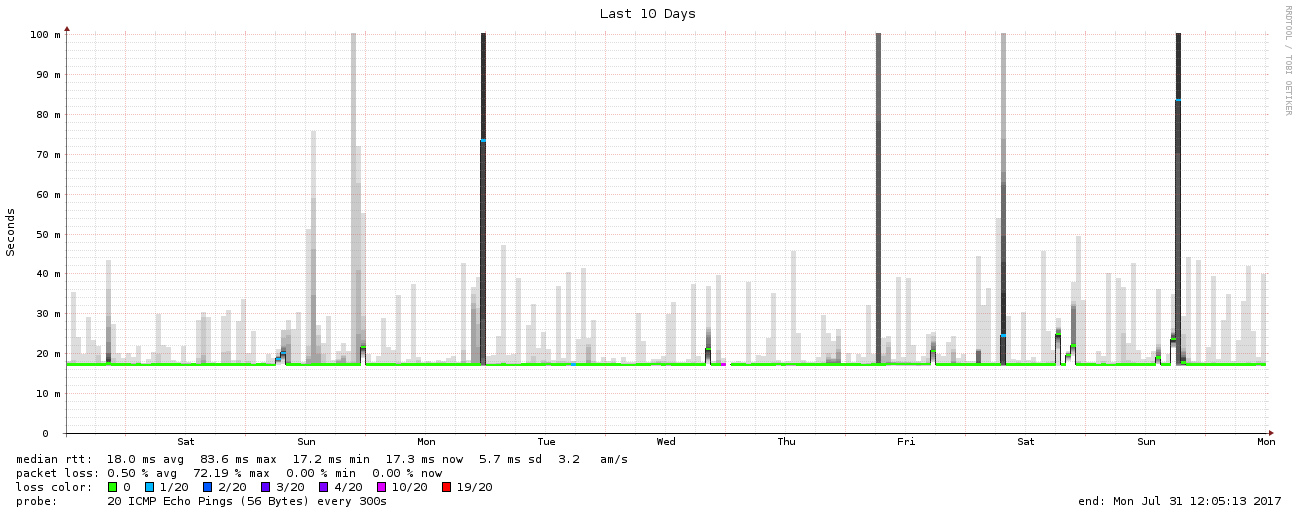 Last 10 Days
RRDTOOL / TOBI OETIKER
Seconds
100 m
90 m
80 m
70 m
60 m
50 m
40 m
30 m
20 m
10 m
0
Sat Sun Mon Tue Wed Thu Fri Sat Sun Mon
median rtt: 18.0 ms avg 83.6 ms max 17.2 ms min 17.3 ms now 5.7 ms sd 3.2 am/s
packet loss: 0.50 % avg 72.19 % max 0.00 % min 0.00 % now
loss color: 0 1/20 2/20 3/20 4/20 10/20 19/20
probe: 20 ICMP Echo Pings (56 Bytes) every 300s end: Mon Jul 31 12:05:13 2017